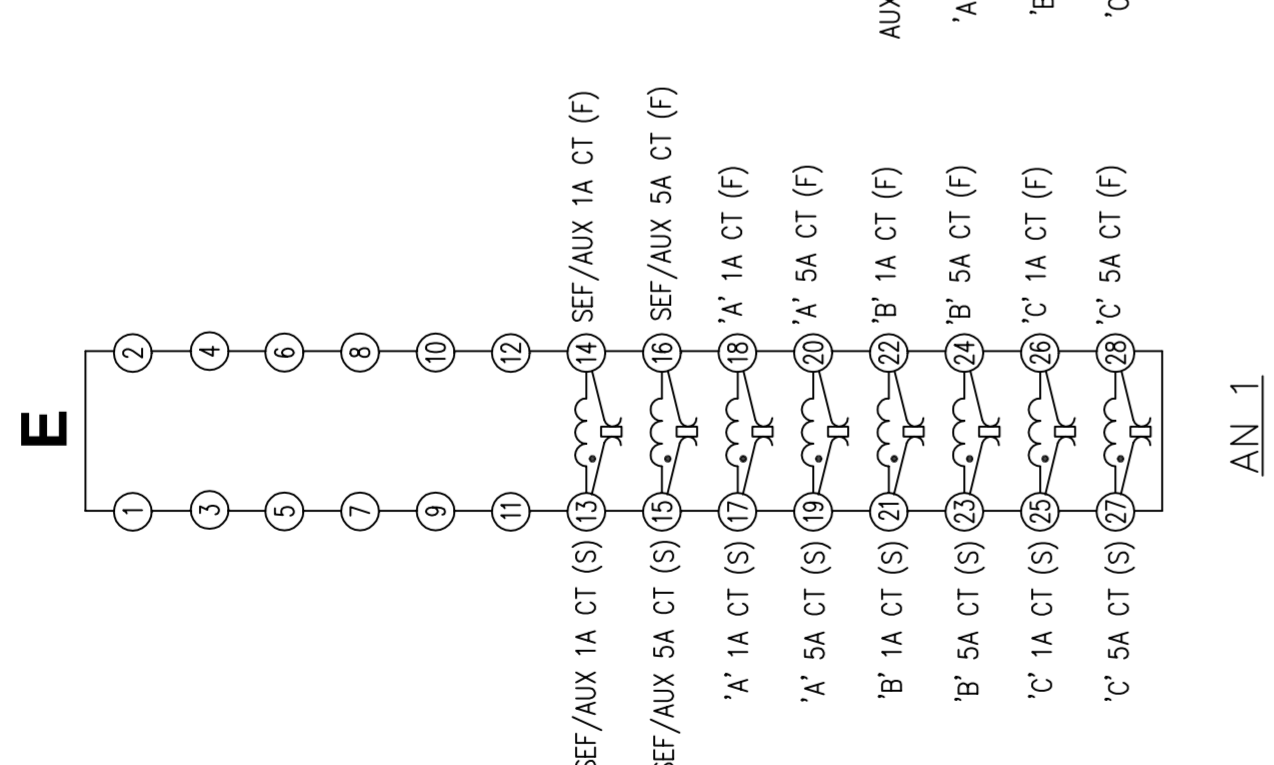 E
1
2
3
4
5
6
7
8
9
10
11
12
SEF/AUX 1A CT (S) 13
14 SEF/AUX 1A CT (F)
SEF/AUX 5A CT (S) 15
16 SEF/AUX 5A CT (F)
'A' 1A CT (S) 17
18 'A' 1A CT (F)
'A' 5A CT (S) 19
20 'A' 5A CT (F)
'B' 1A CT (S) 21
22 'B' 1A CT (F)
'B' 5A CT (S) 23
24 'B' 5A CT (F)
'C' 1A CT (S) 25
26 'C' 1A CT (F)
'C' 5A CT (S) 27
28 'C' 5A CT (F)
AN 1
AUX
'A